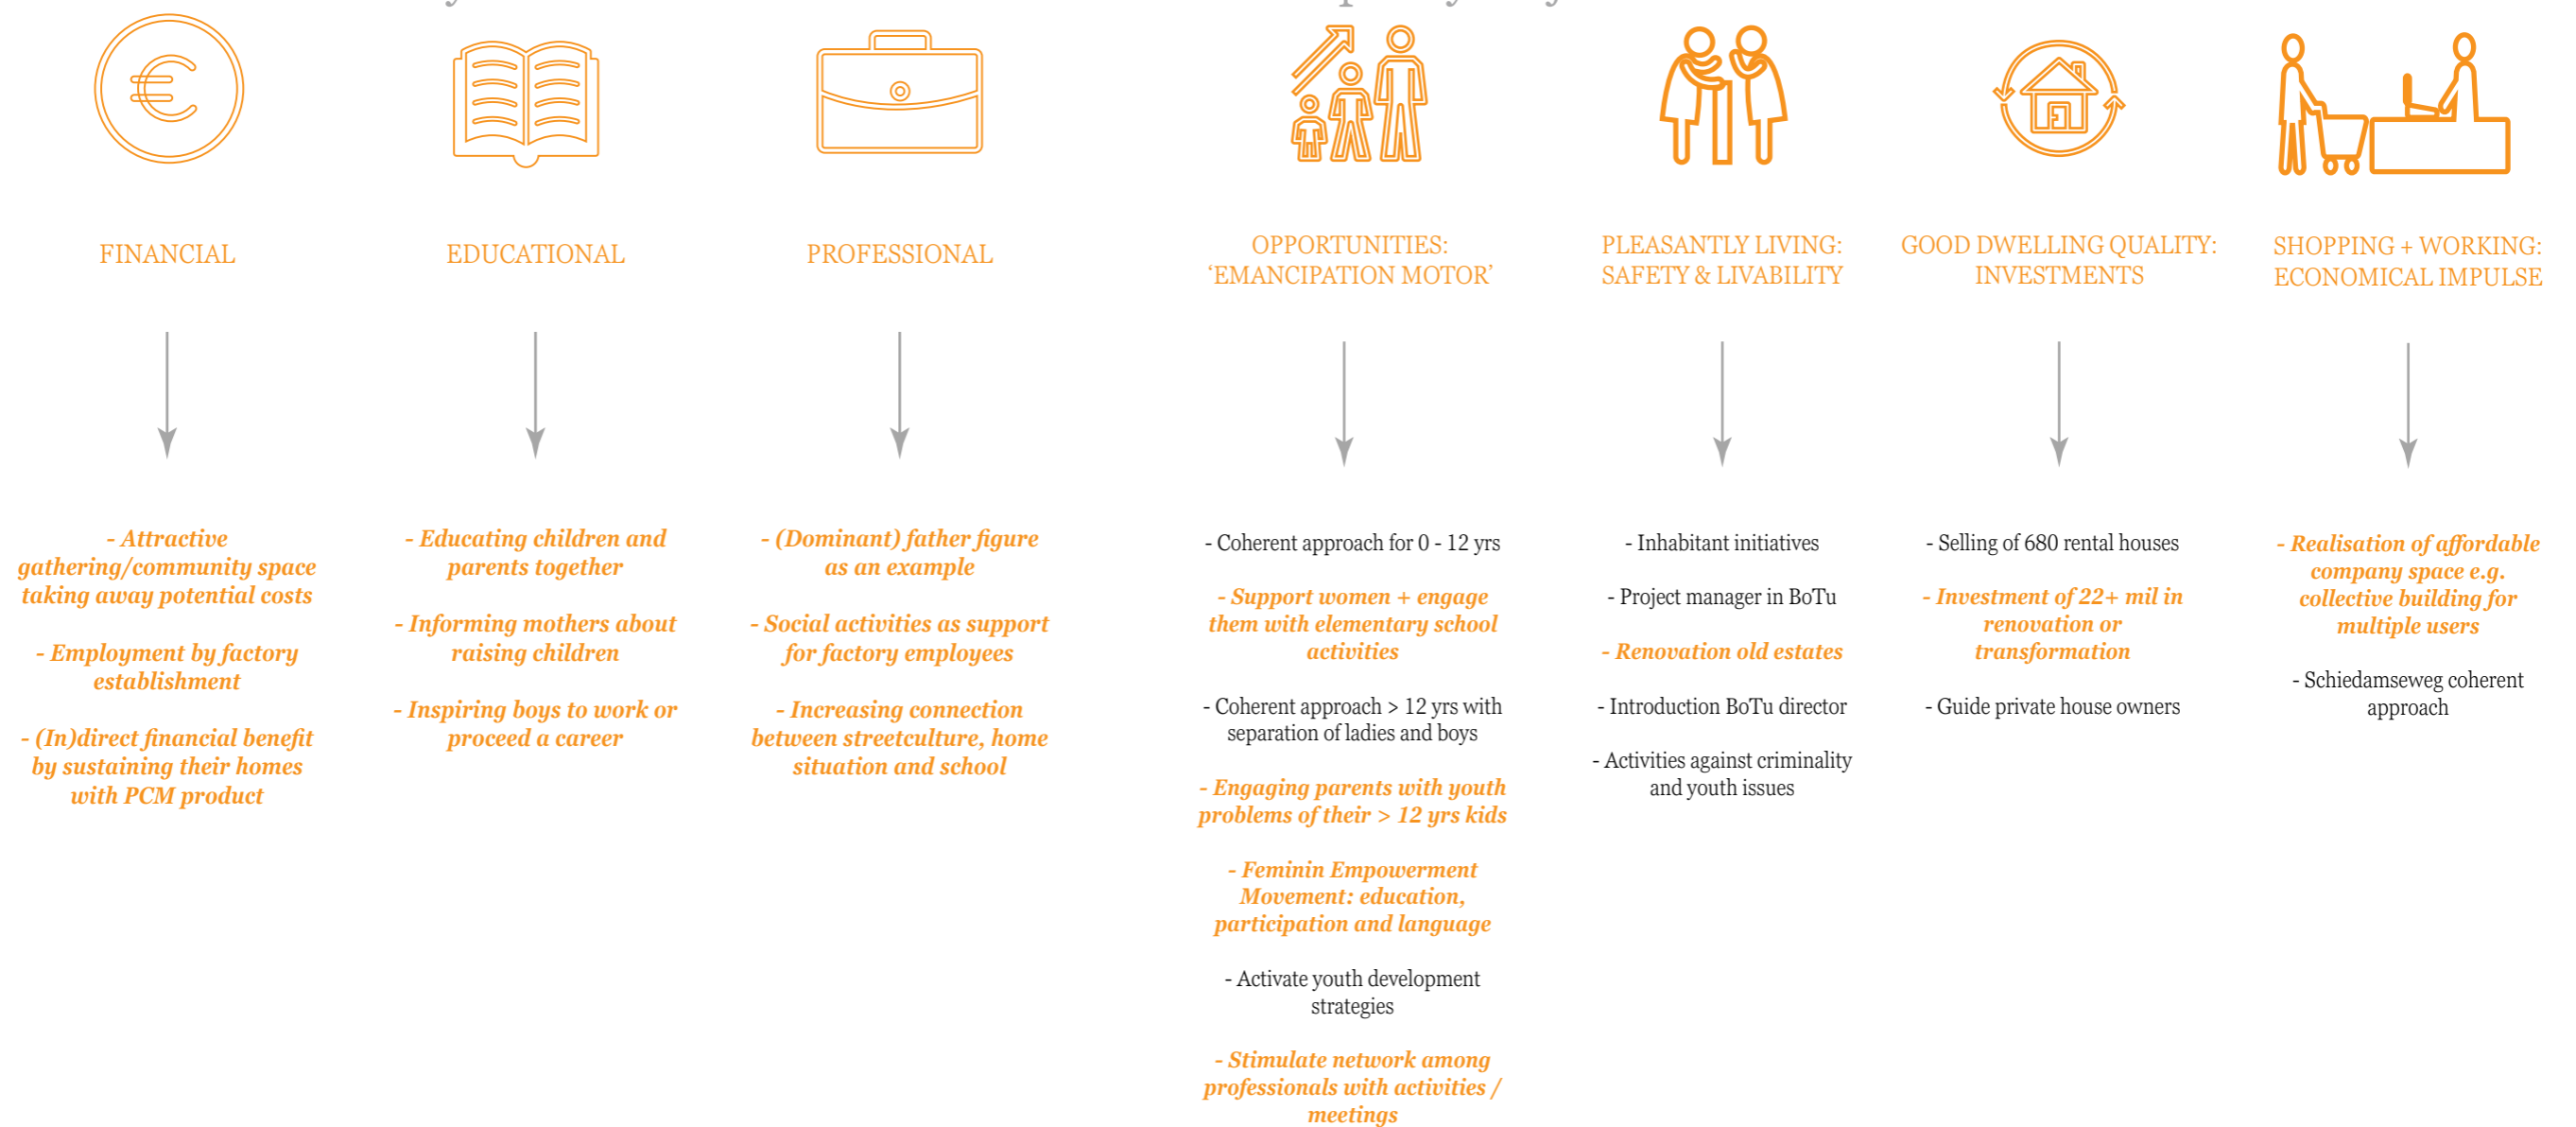 FINANCIAL
- Attractive
gathering/community space
taking away potential costs
- Employment by factory
establishment
- (In)direct financial benefit
by sustaining their homes
with PCM product
EDUCATIONAL
- Educating children and
parents together
- Informing mothers about
raising children
- Inspiring boys to work or
proceed a career
PROFESSIONAL
- (Dominant) father figure
as an example
- Social activities as support
for factory employees
- Increasing connection
between streetculture, home
situation and school
OPPORTUNITIES:
‘EMANCIPATION MOTOR’
- Coherent approach for 0 - 12 yrs
- Support women + engage
them with elementary school
activities
- Coherent approach > 12 yrs with
separation of ladies and boys
- Engaging parents with youth
problems of their > 12 yrs kids
- Feminin Empowerment
Movement: education,
participation and language
- Activate youth development
strategies
- Stimulate network among
professionals with activities /
meetings
PLEASANTLY LIVING:
SAFETY & LIVABILITY
- Inhabitant initiatives
- Project manager in BoTu
- Renovation old estates
- Introduction BoTu director
- Activities against criminality
and youth issues
GOOD DWELLING QUALITY:
INVESTMENTS
- Selling of 680 rental houses
- Investment of 22+ mil in
renovation or
transformation
- Guide private house owners
SHOPPING + WORKING:
ECONOMICAL IMPULSE
- Realisation of affordable
company space e.g.
collective building for
multiple users
- Schiedamseweg coherent
approach